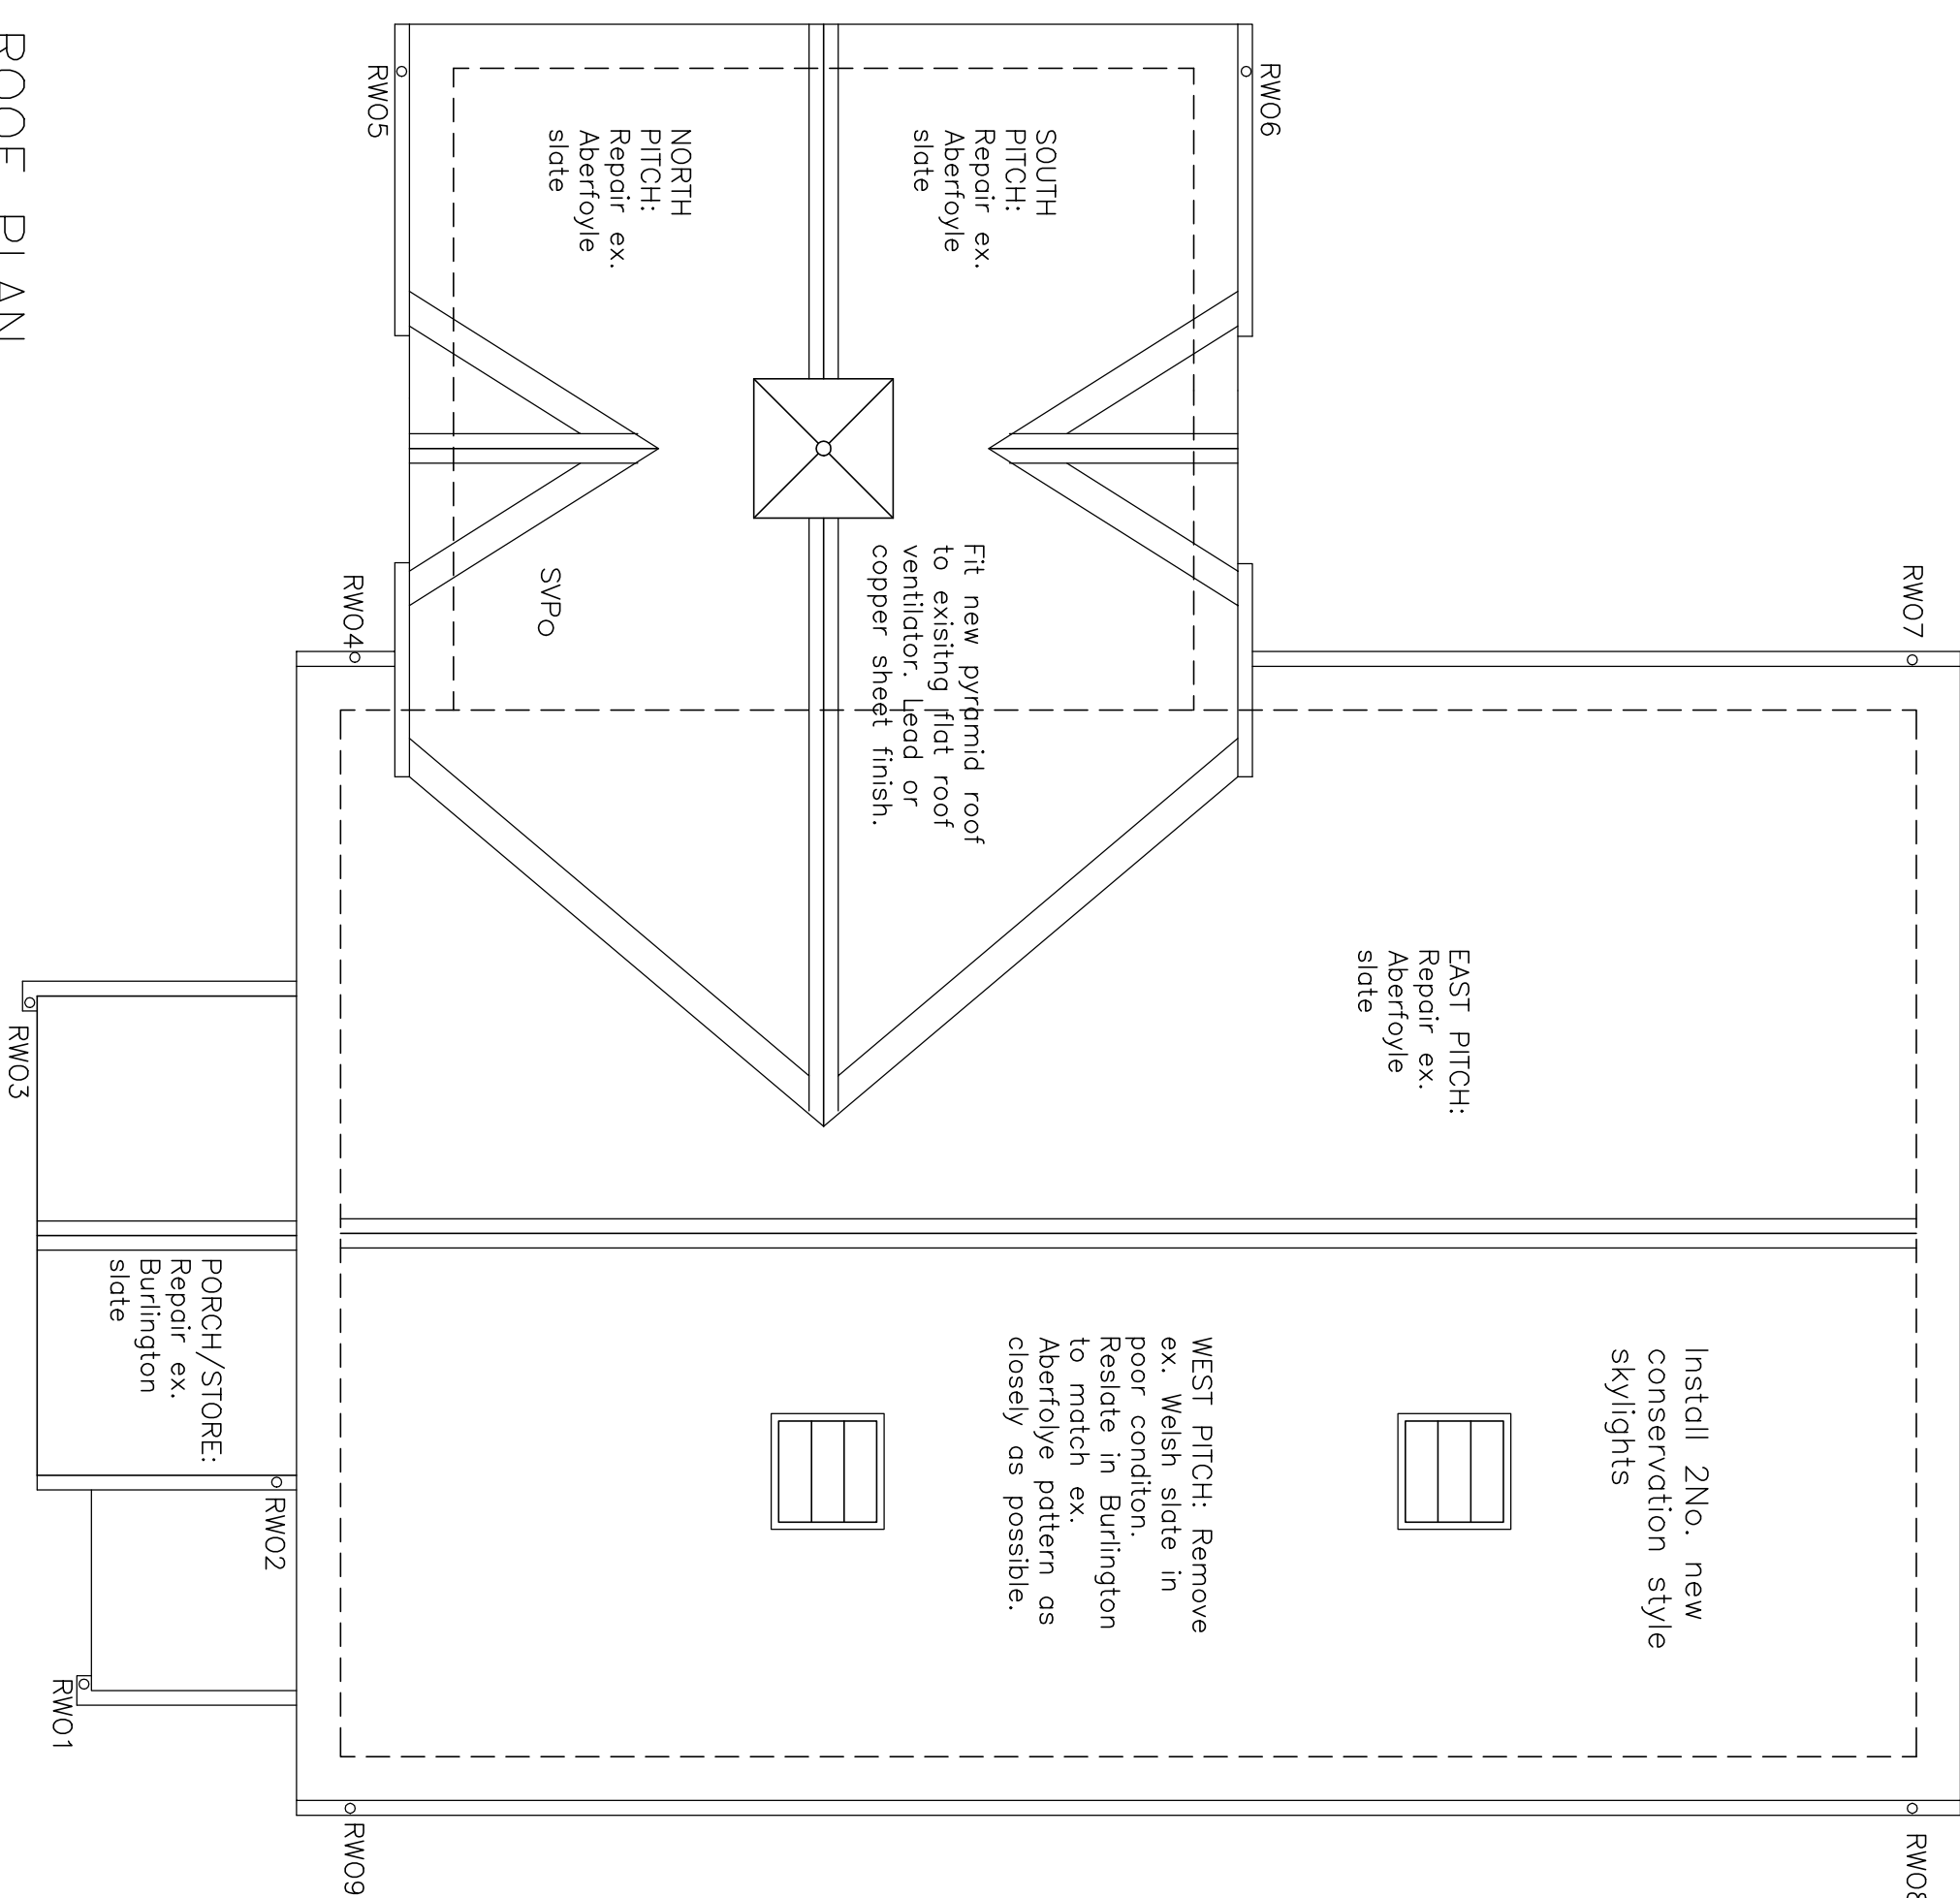 ROOF PLAN
RW05
RW06
NORTH
PITCH:
Repair ex.
Aberfoyle
slate
SOUTH
PITCH:
Repair ex.
Aberfoyle
slate
Fit new pyramid roof
to exisitng flat roof
ventilator. Lead or
copper sheet finish.
SVP
RW04
RW07
EAST PITCH:
Repair ex.
Aberfoyle
slate
RW03
PORCH/STORE:
Repair ex.
Burlington
slate
RW02
RW01
WEST PITCH: Remove
ex. Welsh slate in
poor conditon.
Reslate in Burlington
to match ex.
Aberfolye pattern as
closely as possible.
Install 2No. new
conservation style
skylights
RW09
RW08